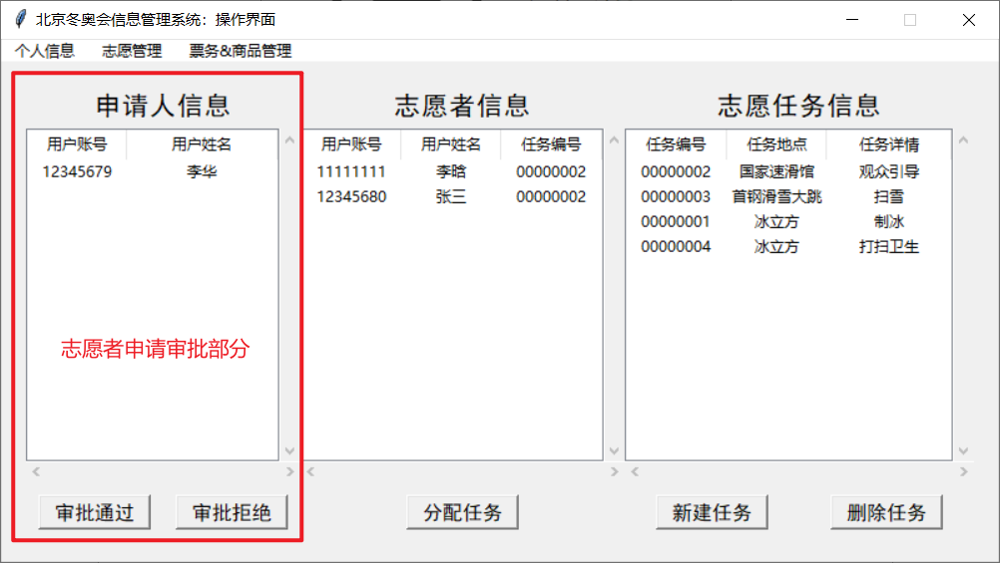 北京冬奥会信息管理系统：操作界面
个人信息 志愿管理 票务&商品管理
申请人信息 志愿者信息 志愿任务信息
用户账号 用户姓名 用户账号 用户姓名 任务编号 任务编号 任务地点 任务详情
12345679 李华 11111111 李晗 00000002 00000002 国家速滑馆 观众引导
12345680 张三 00000002 00000003 首钢滑雪大跳 扫雪
00000001 冰立方 制冰
00000004 冰立方 打扫卫生
志愿者申请审批部分
审批通过 审批拒绝 分配任务 新建任务 删除任务